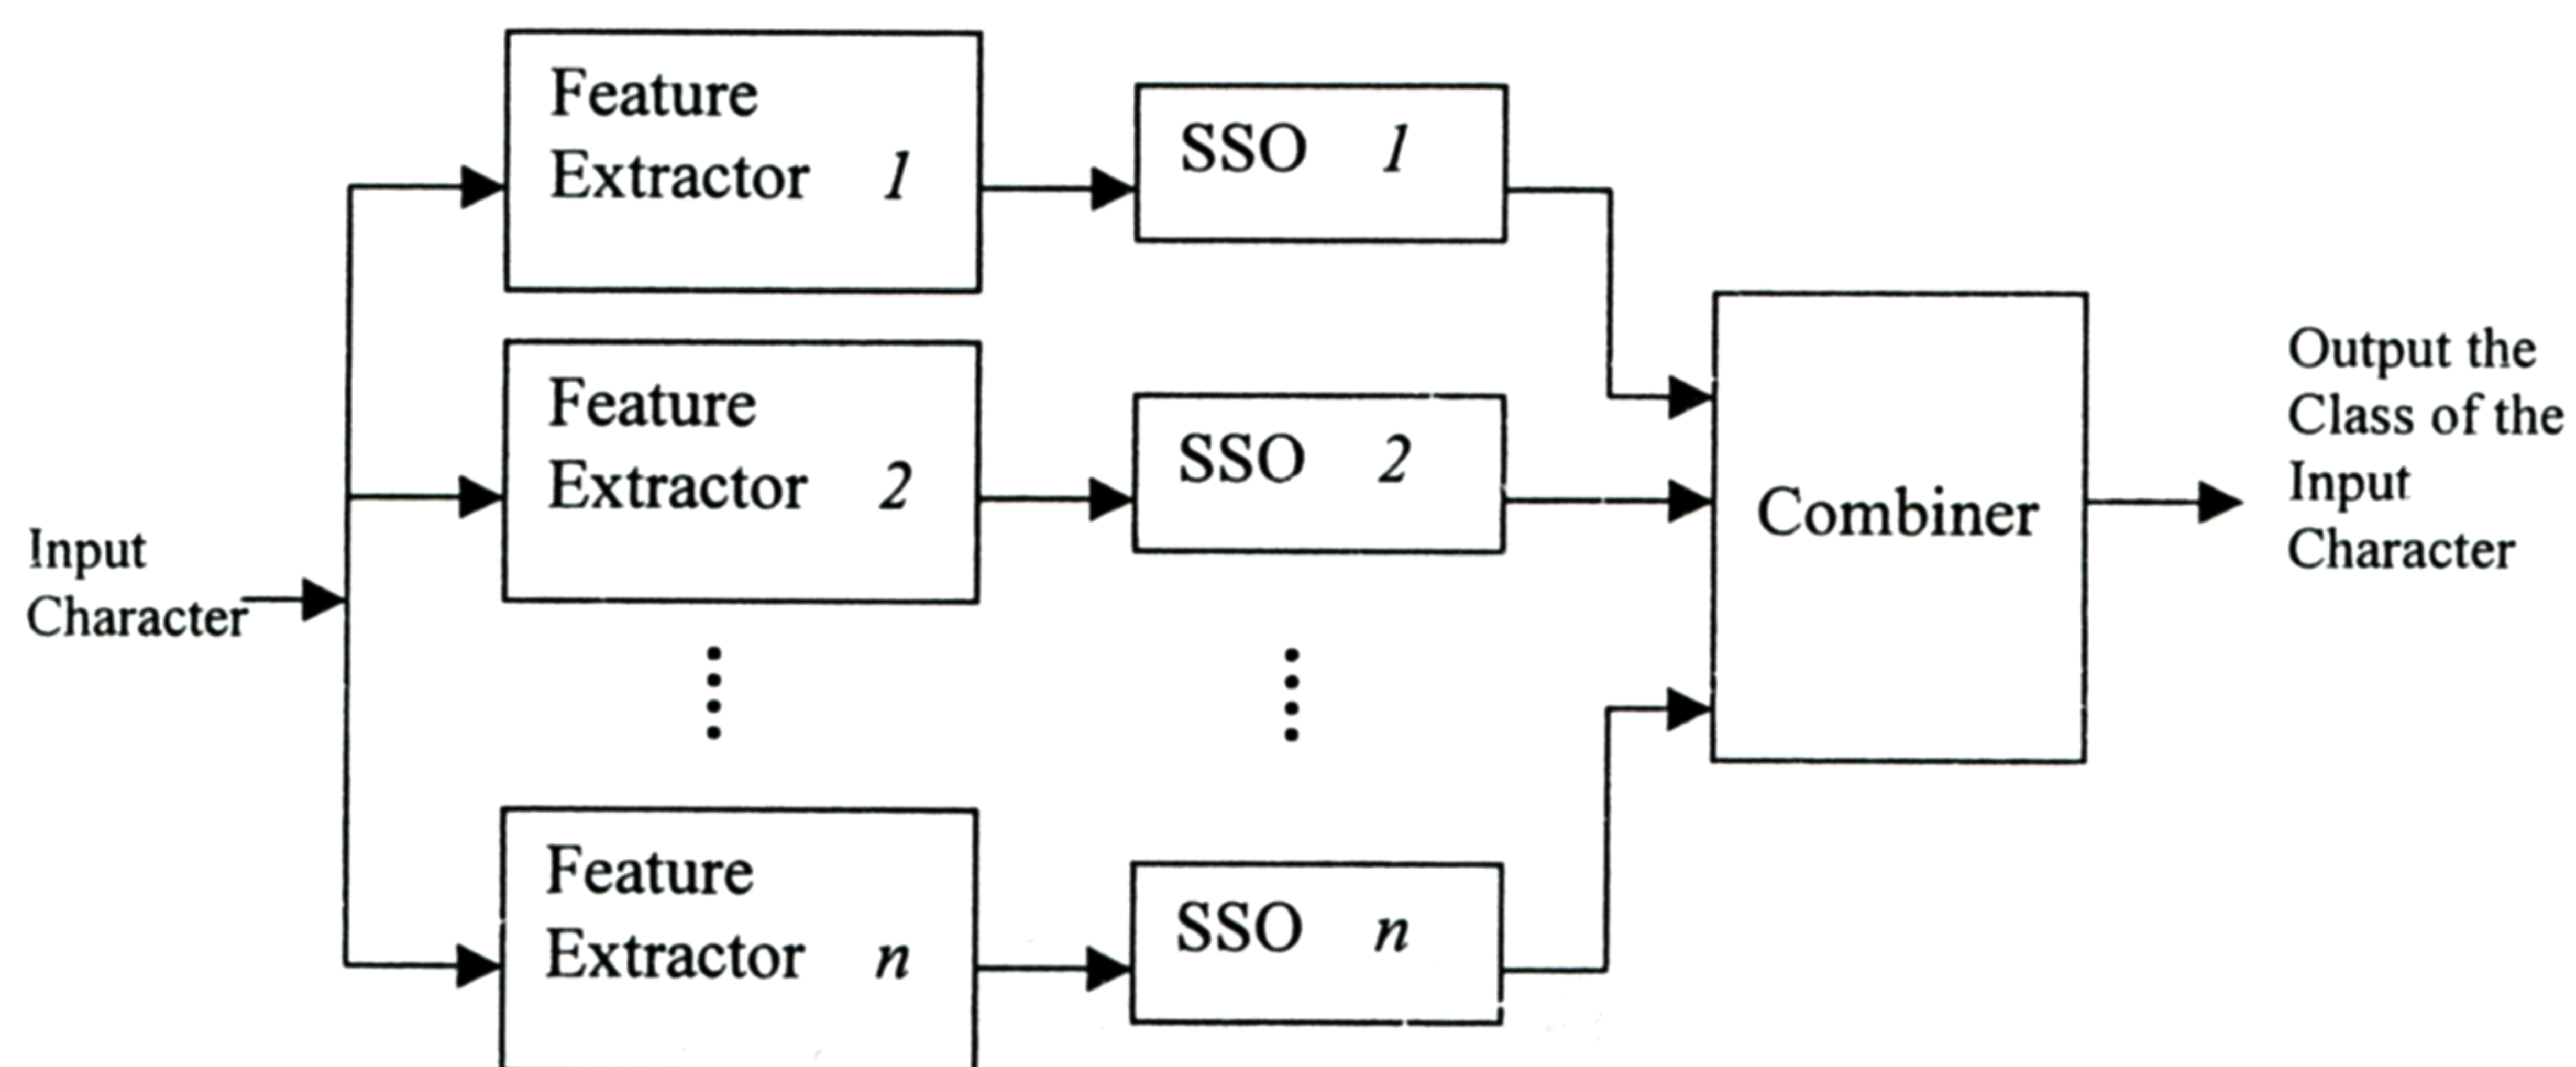 Feature
Extractor 1
SSO 1
Feature
Extractor 2
SSO 2
Input
Character
Combiner
Output the
Class of the
Input
Character
Feature
Extractor n
SSO n